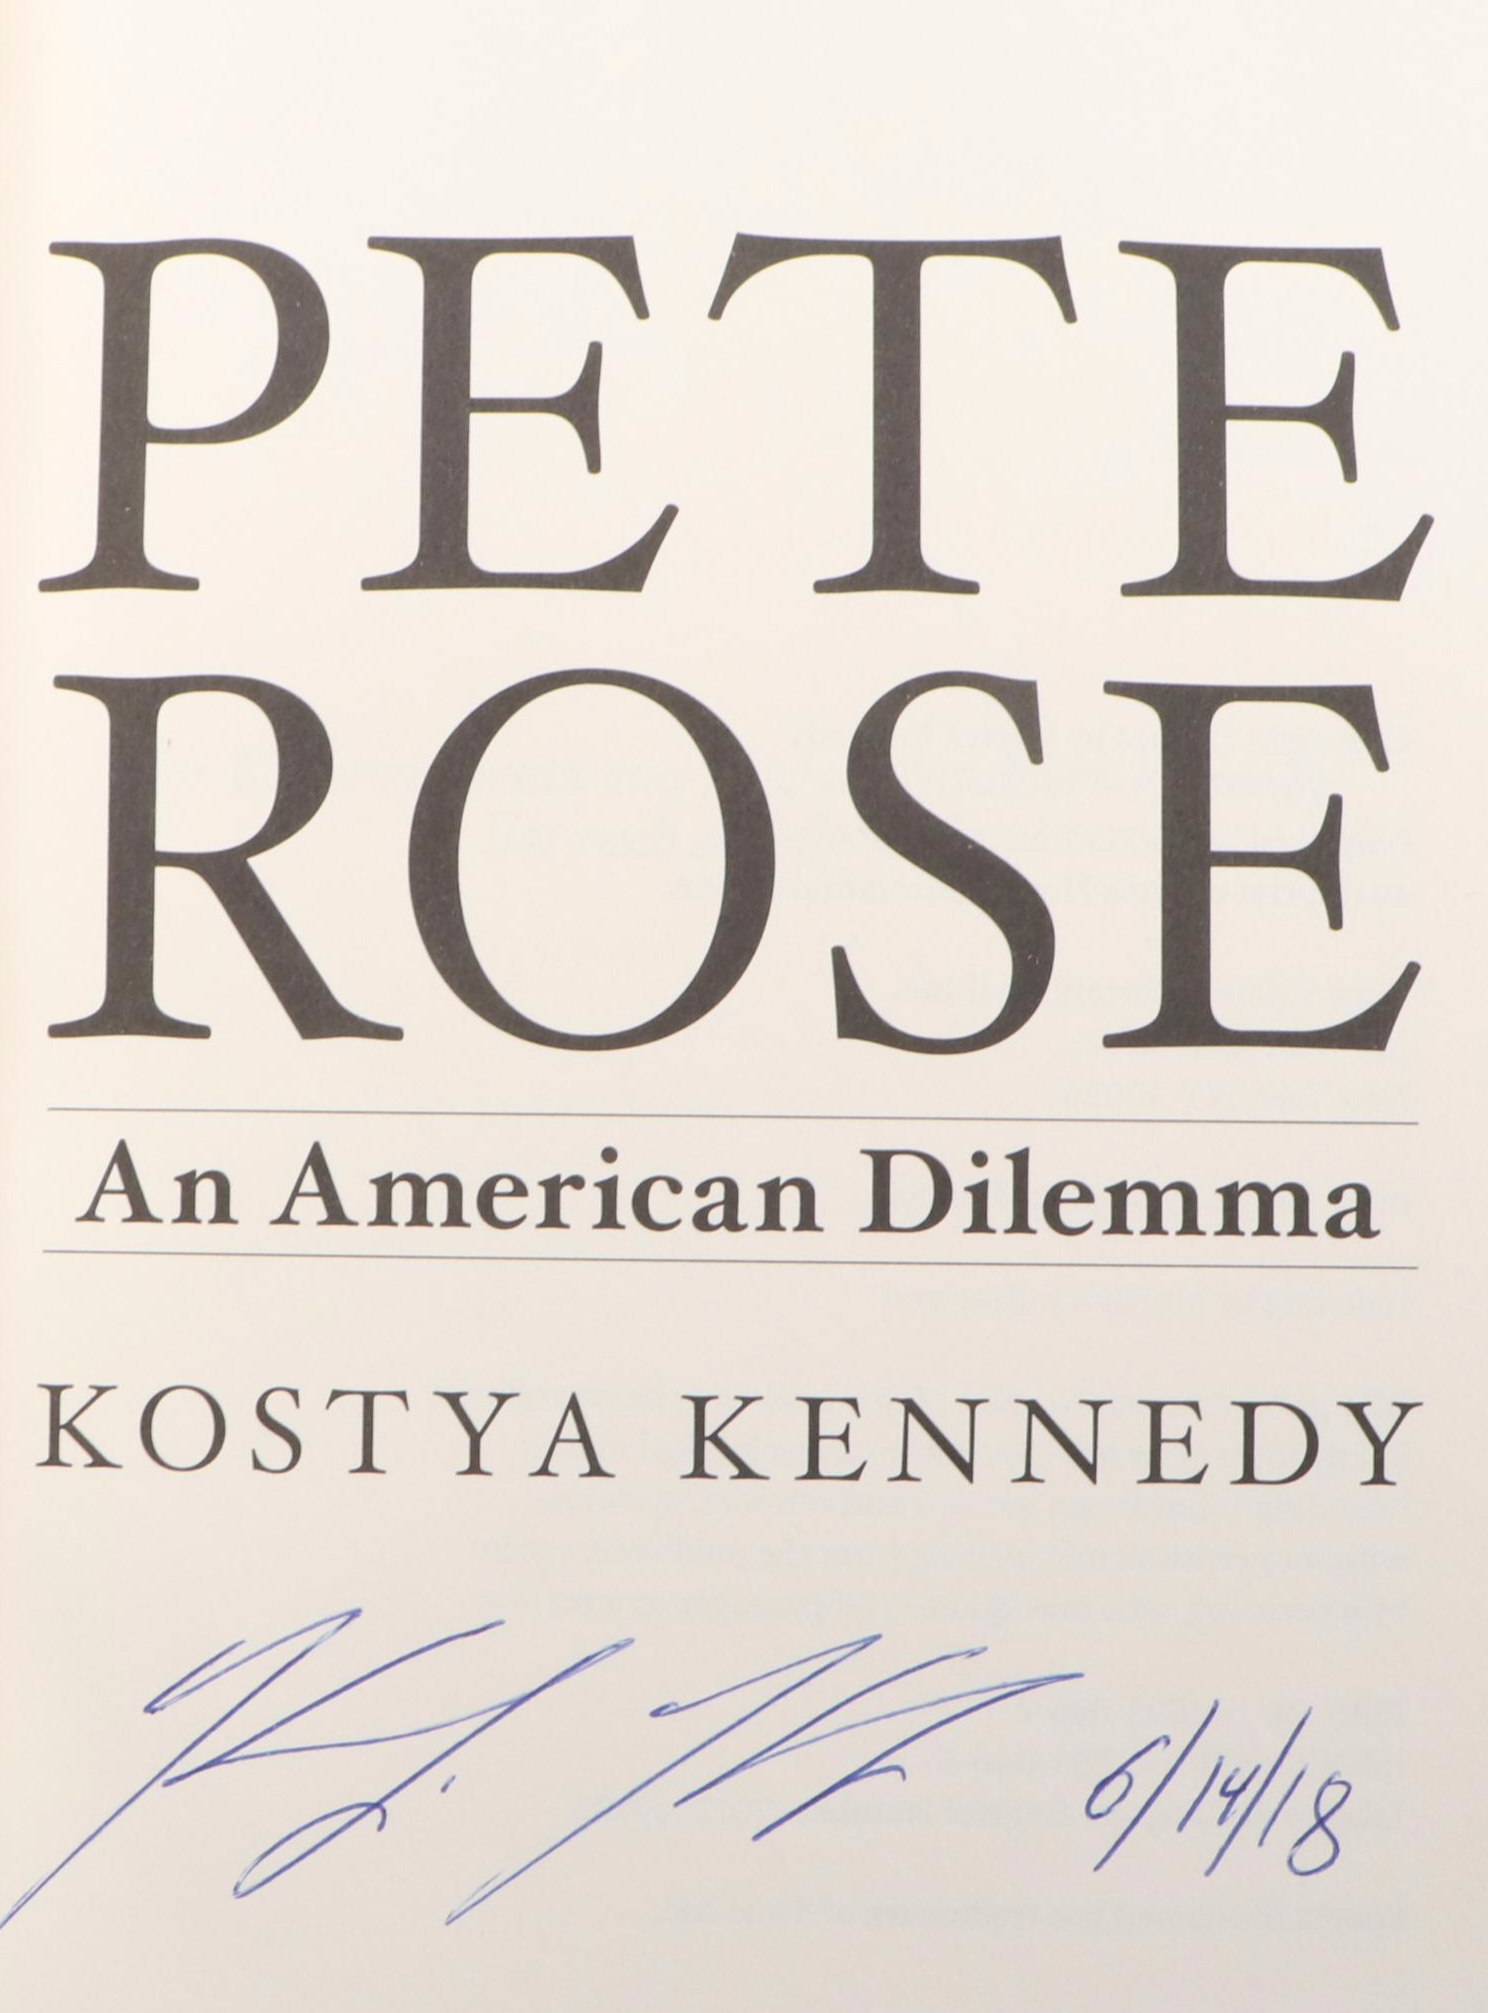 PETE
ROSE
An American Dilemma
KOSTYA KENNEDY
6/14/18